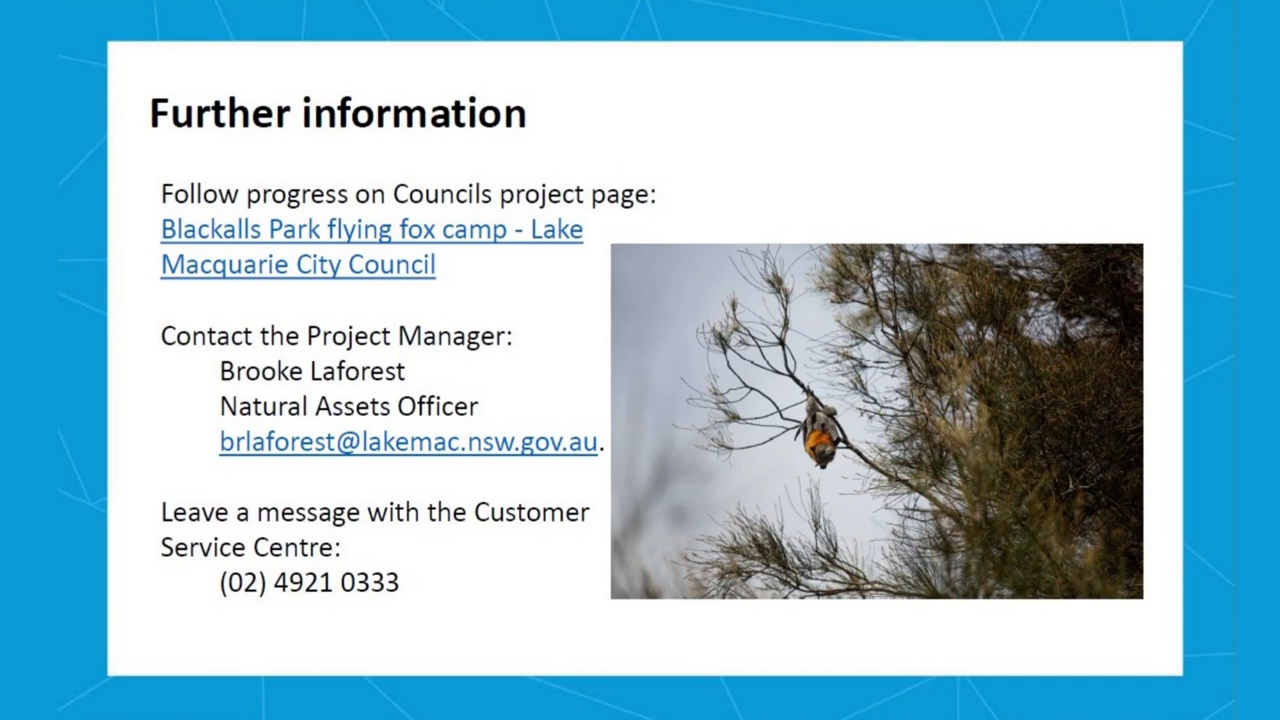 Further information
Follow progress on Councils project page:
Blackalls Park flying fox camp - Lake
Macquarie City Council
Contact the Project Manager:
Brooke Laforest
Natural Assets Officer
brlaforest@lakemac.nsw.gov.au.
Leave a message with the Customer
Service Centre:
(02) 4921 0333